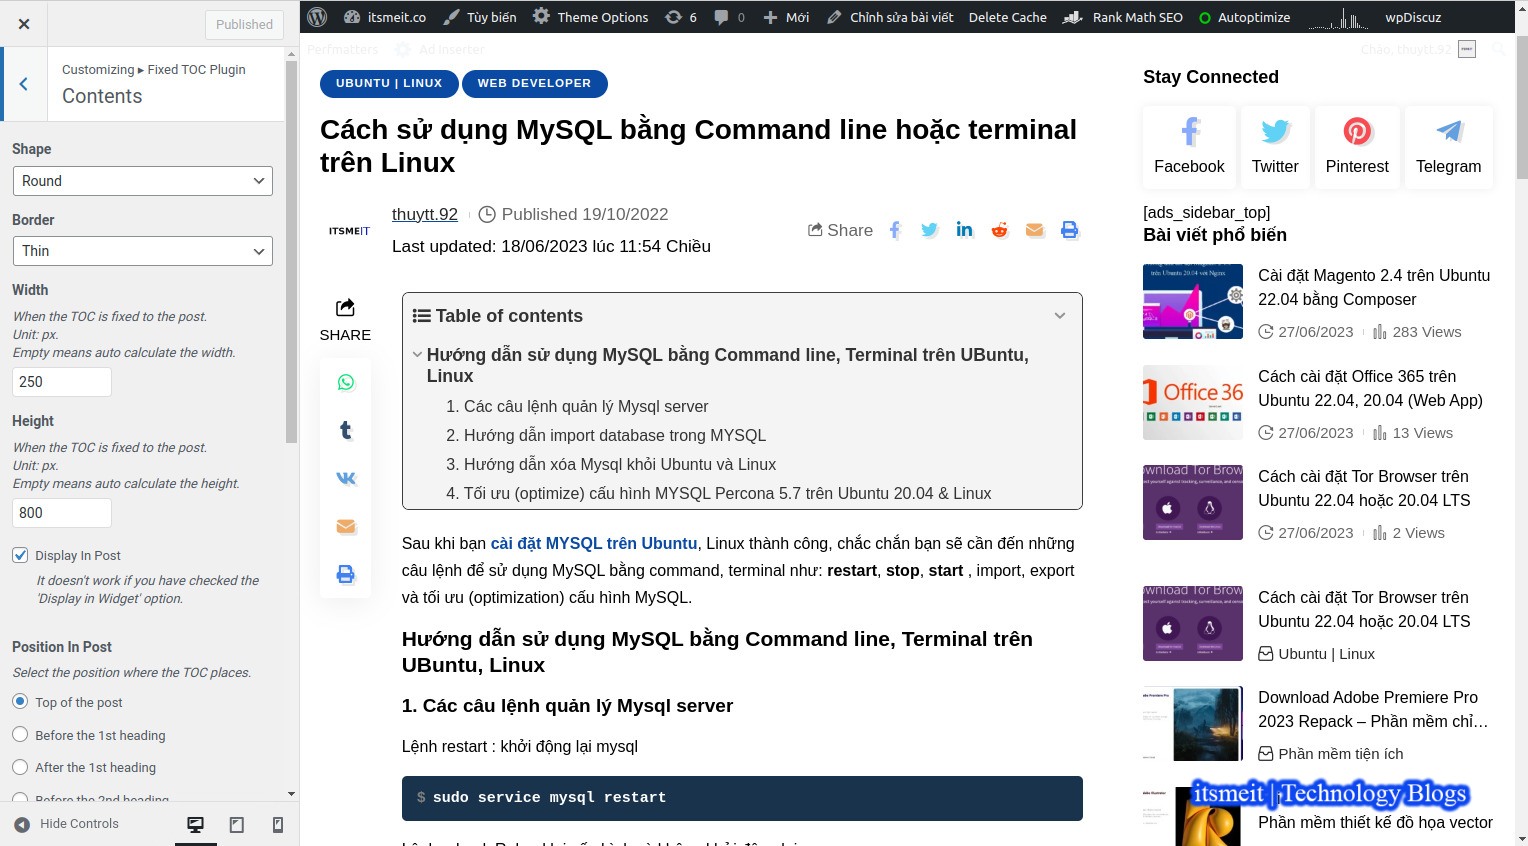 Published
Customizing ▸ Fixed TOC Plugin
Contents
Shape
Round
Border
Thin
Width
When the TOC is fixed to the post.
Unit: px.
Empty means auto calculate the width.
250
Height
When the TOC is fixed to the post.
Unit: px.
Empty means auto calculate the height.
800
Display In Post
It doesn't work if you have checked the
'Display in Widget' option.
Position In Post
Select the position where the TOC places.
Top of the post
Before the 1st heading
After the 1st heading
Before the 2nd heading
Hide Controls
itsmeit.co Tùy biến Theme Options 6 0 Mới Chỉnh sửa bài viết Delete Cache Rank Math SEO Autoptimize wpDiscuz
Perfmatters Ad Inserter Chào, thuytt.92
UBUNTU | LINUX WEB DEVELOPER
Cách sử dụng MySQL bằng Command line hoặc terminal
trên Linux
ITSMEIT
thuytt.92 Published 19/10/2022
Last updated: 18/06/2023 lúc 11:54 Chiều
Share
SHARE
Table of contents
Hướng dẫn sử dụng MySQL bằng Command line, Terminal trên UBuntu,
Linux
1. Các câu lệnh quản lý Mysql server
2. Hướng dẫn import database trong MYSQL
3. Hướng dẫn xóa Mysql khỏi Ubuntu và Linux
4. Tối ưu (optimize) cấu hình MYSQL Percona 5.7 trên Ubuntu 20.04 & Linux
Sau khi bạn cài đặt MYSQL trên Ubuntu, Linux thành công, chắc chắn bạn sẽ cần đến những
câu lệnh để sử dụng MySQL bằng command, terminal như: restart, stop, start , import, export
và tối ưu (optimization) cấu hình MySQL.
Hướng dẫn sử dụng MySQL bằng Command line, Terminal trên
UBuntu, Linux
1. Các câu lệnh quản lý Mysql server
Lệnh restart : khởi động lại mysql
$ sudo service mysql restart
Stay Connected
Facebook Twitter Pinterest Telegram
[ads_sidebar_top]
Bài viết phổ biến
Cài đặt Magento 2.4 trên Ubuntu
22.04 bằng Composer
27/06/2023 283 Views
Office 36
Cách cài đặt Office 365 trên
Ubuntu 22.04, 20.04 (Web App)
27/06/2023 13 Views
Cách cài đặt Tor Browser trên
Ubuntu 22.04 hoặc 20.04 LTS
27/06/2023 2 Views
Cách cài đặt Tor Browser trên
Ubuntu 22.04 hoặc 20.04 LTS
Ubuntu | Linux
Download Adobe Premiere Pro
2023 Repack – Phần mềm chỉ…
Phần mềm tiện ích
itsmeit | Technology Blogs
Phần mềm thiết kế đồ họa vector